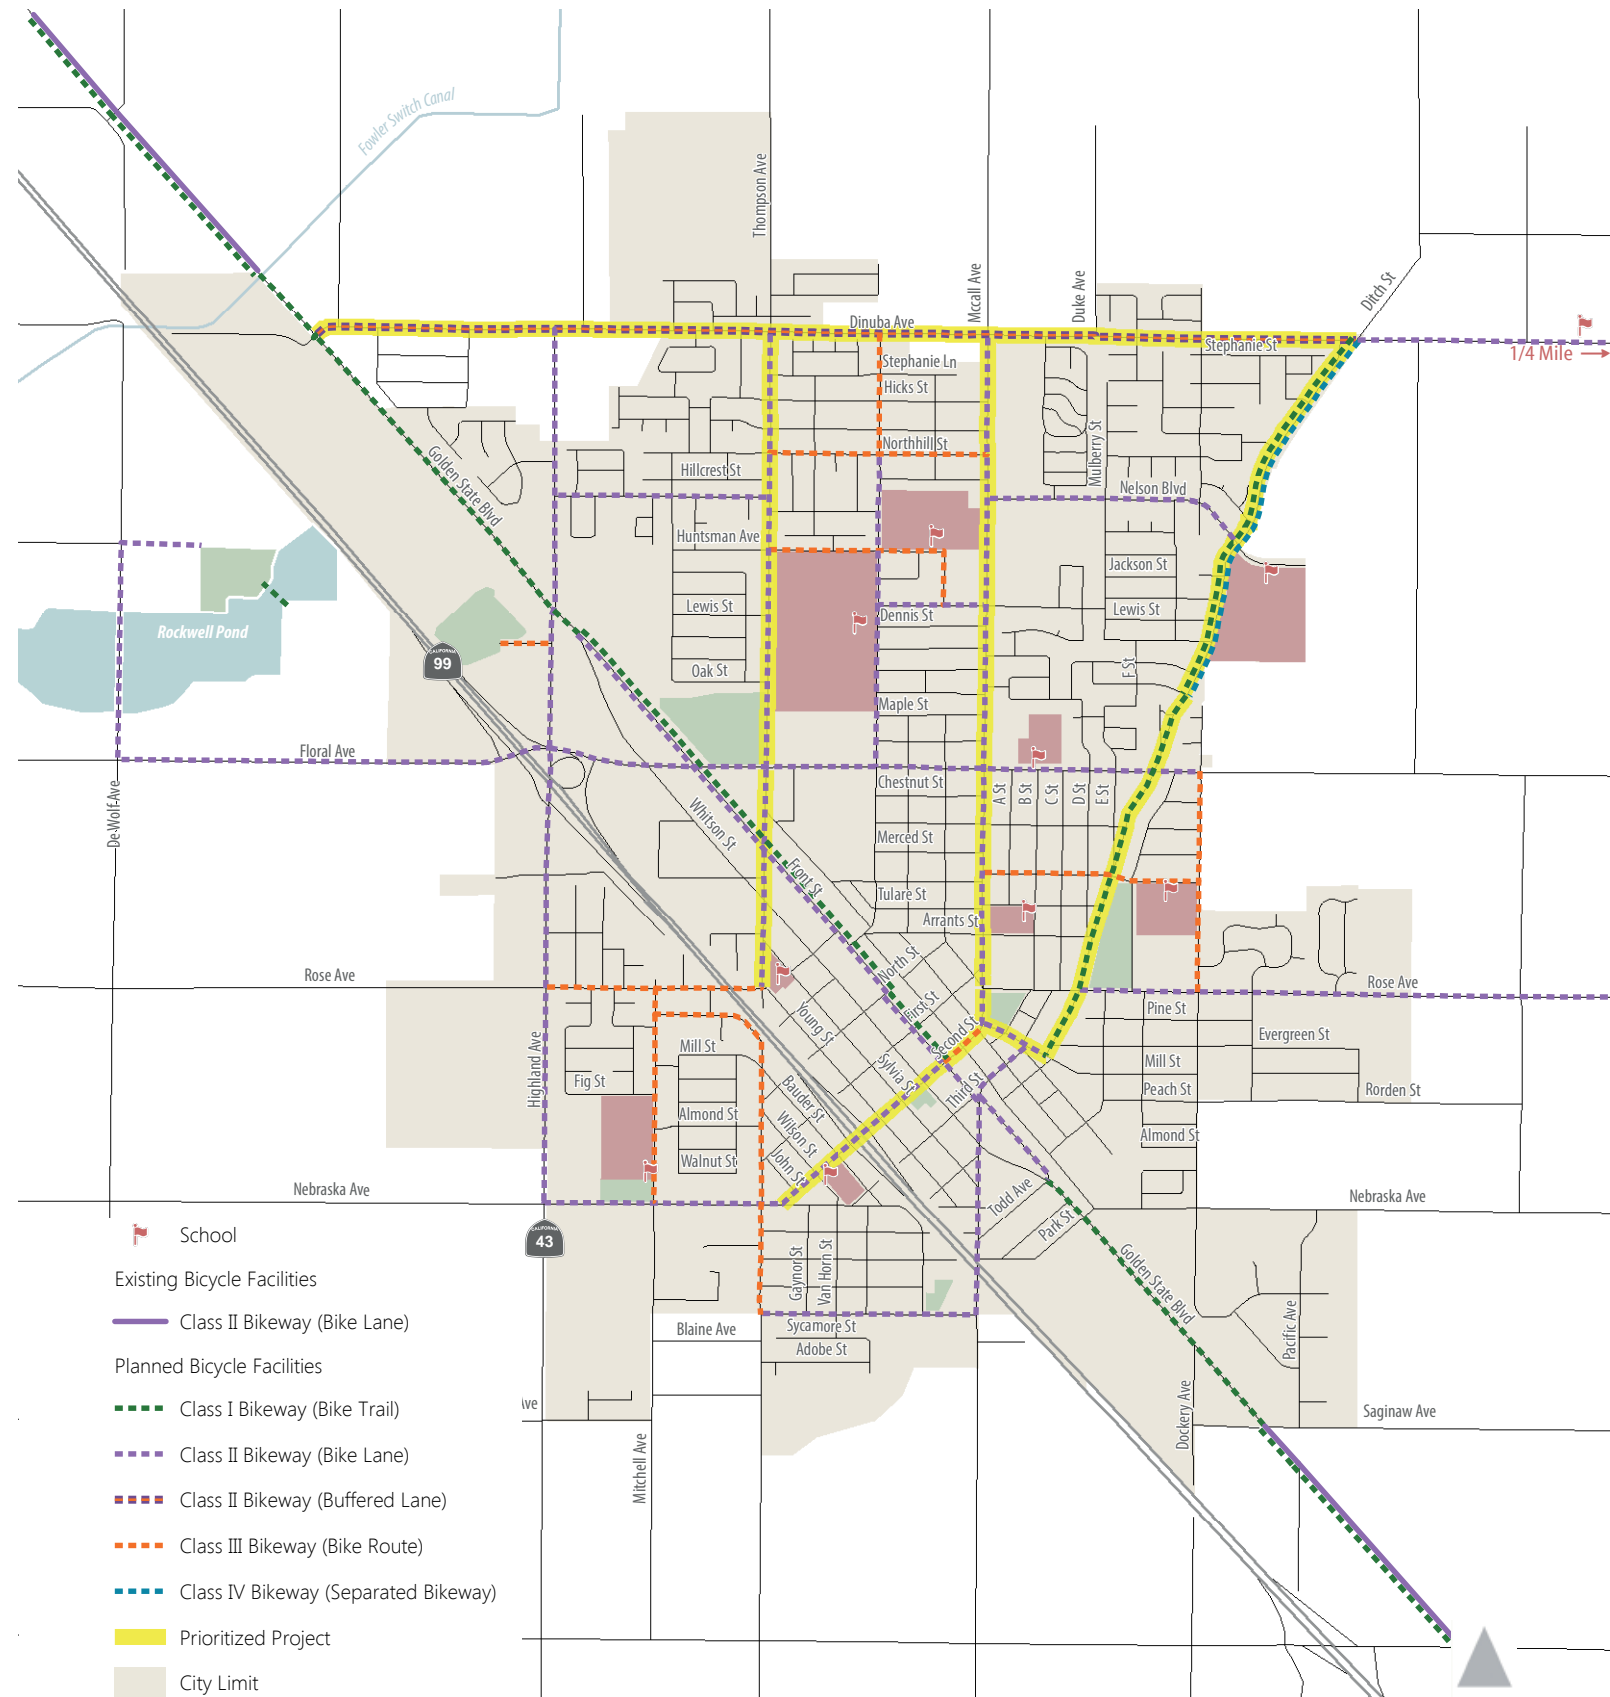 Fowler Switch Canal
Thompson Ave
Mccall Ave
Duke Ave
Ditch St
Dinuba Ave
Stephanie St
1/4 Mile
Stephanie Ln
Hicks St
Northhill St
Mulberry St
Golden State Blvd
Hillcrest St
Nelson Blvd
Huntsman Ave
Jackson St
Lewis St
Dennis St
Lewis St
Rockwell Pond
CALIFORNIA
99
Oak St
F St
Maple St
Floral Ave
De Wolf Ave
Chestnut St
A St
B St
C St
D St
E St
Whitson St
Merced St
Front St
Tulare St
Arrants St
North St
Rose Ave
Rose Ave
First St
Young St
Pine St
Second St
Evergreen St
Highland Ave
Mill St
Sylvia St
Mill St
Fig St
Bauder St
Third St
Peach St
Rorden St
Almond St
Wilson St
Almond St
Walnut St
John St
Nebraska Ave
Todd Ave
Nebraska Ave
Park St
CALIFORNIA
43
Gaynor St
Van Horn St
Golden State Blvd
Pacific Ave
Blaine Ave
Sycamore St
Adobe St
Dockery Ave
Ave
Saginaw Ave
Mitchell Ave
School
Existing Bicycle Facilities
Class II Bikeway (Bike Lane)
Planned Bicycle Facilities
Class I Bikeway (Bike Trail)
Class II Bikeway (Bike Lane)
Class II Bikeway (Buffered Lane)
Class III Bikeway (Bike Route)
Class IV Bikeway (Separated Bikeway)
Prioritized Project
City Limit